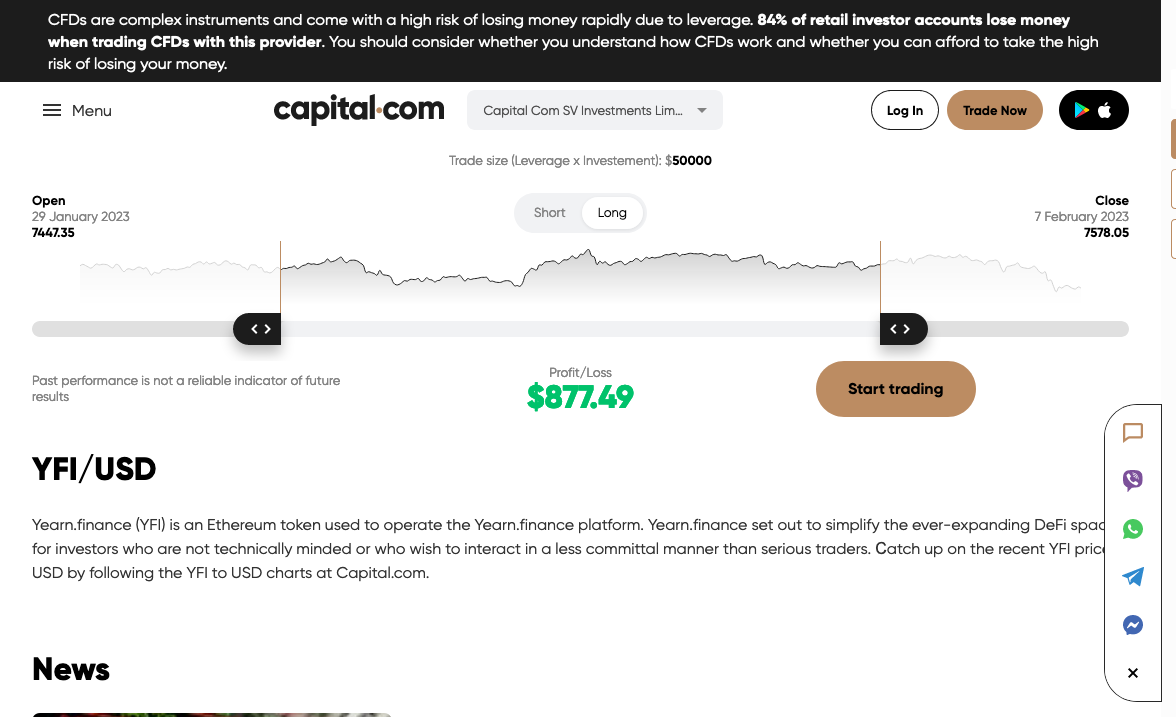 CFDs are complex instruments and come with a high risk of losing money rapidly due to leverage. 84% of retail investor accounts lose money
when trading CFDs with this provider. You should consider whether you understand how CFDs work and whether you can afford to take the high
risk of losing your money.
Menu
capital.com
Capital Com SV Investments Lim...
Log In
Trade Now
Trade size (Leverage x Investement): $50000
Open
29 January 2023
7447.35
Short
Long
Close
7 February 2023
7578.05
Past performance is not a reliable indicator of future
results
Profit/Loss
$877.49
Start trading
YFI/USD
Yearn.finance (YFI) is an Ethereum token used to operate the Yearn.finance platform. Yearn.finance set out to simplify the ever-expanding DeFi spac
for investors who are not technically minded or who wish to interact in a less committal manner than serious traders. Catch up on the recent YFI price
USD by following the YFI to USD charts at Capital.com.
News